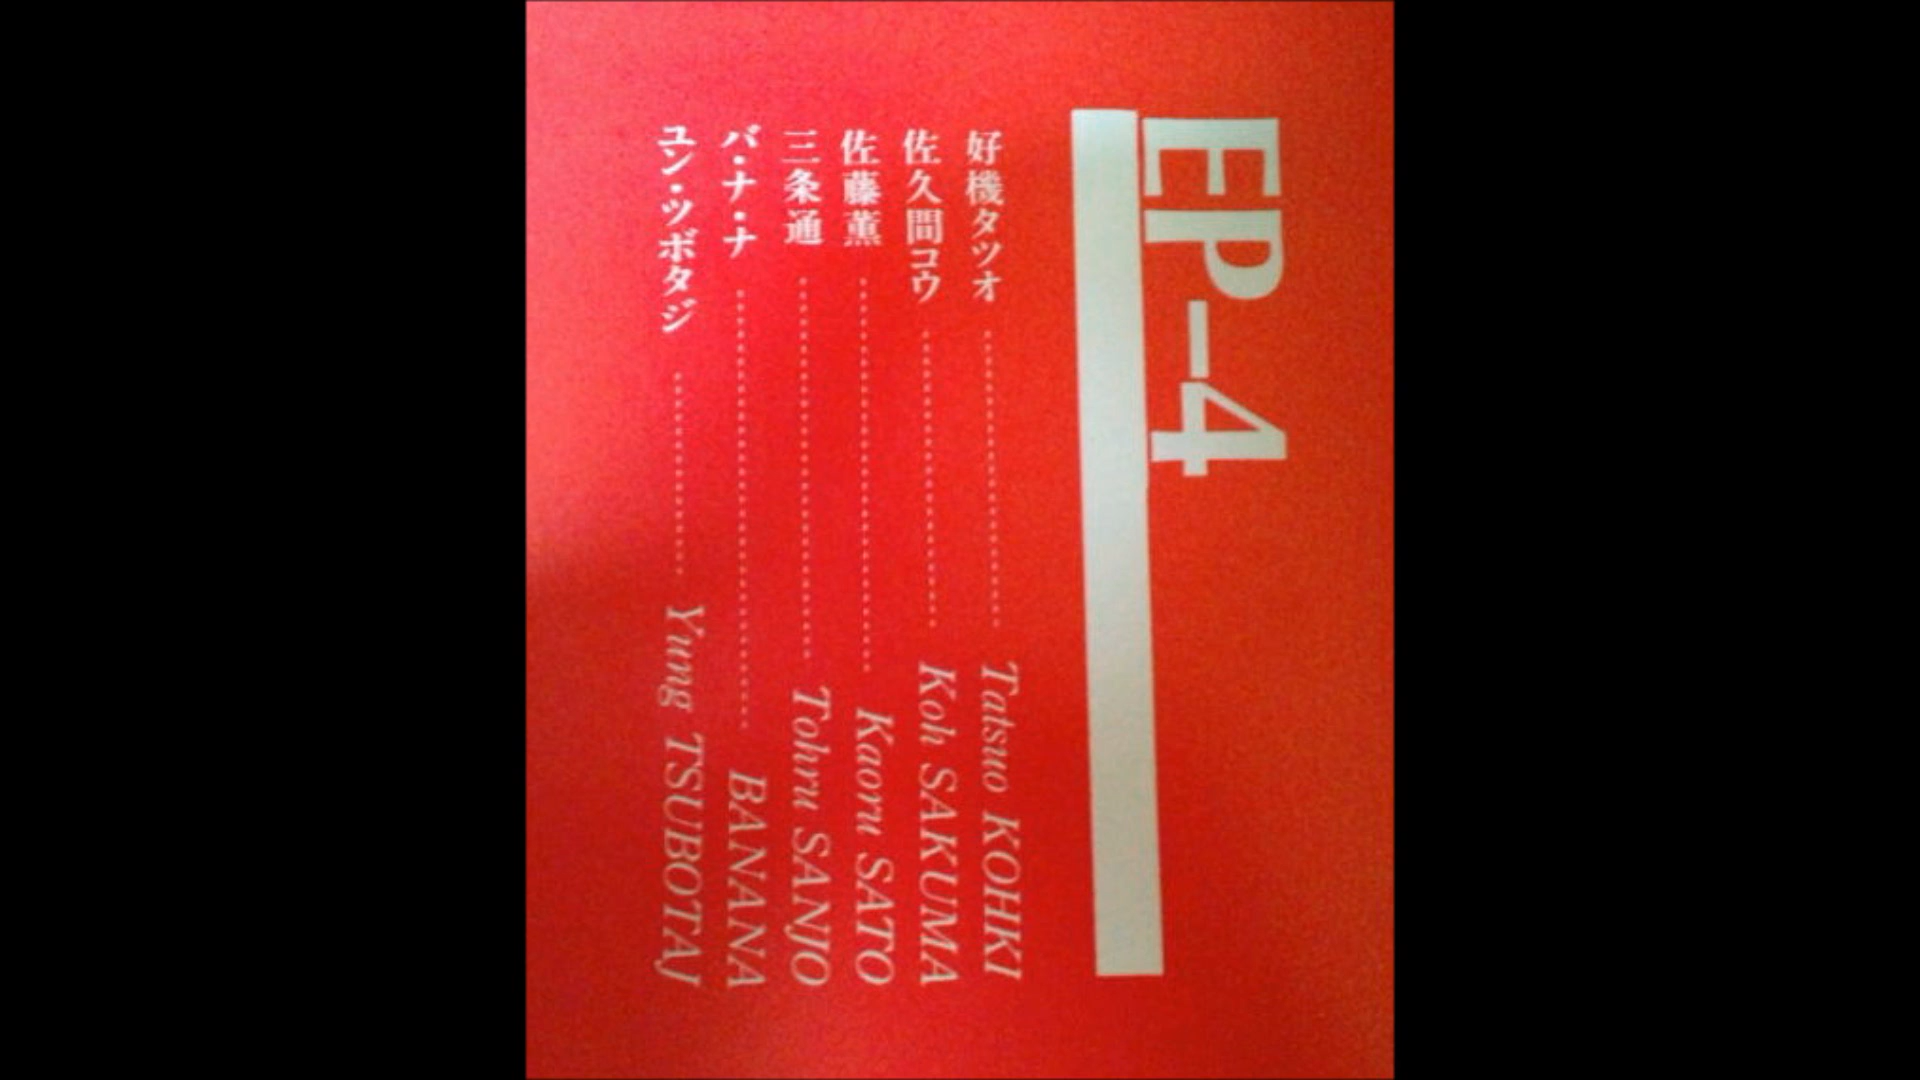 EP-4
好機タツオ Tatsuo KOHKI
佐久間コウ Koh SAKUMA
佐藤薫 Kaoru SATO
三条通 Tohru SANJO
バ・ナ・ナ BANANA
ユン・ツボタジ Yung TSUBOTAJ